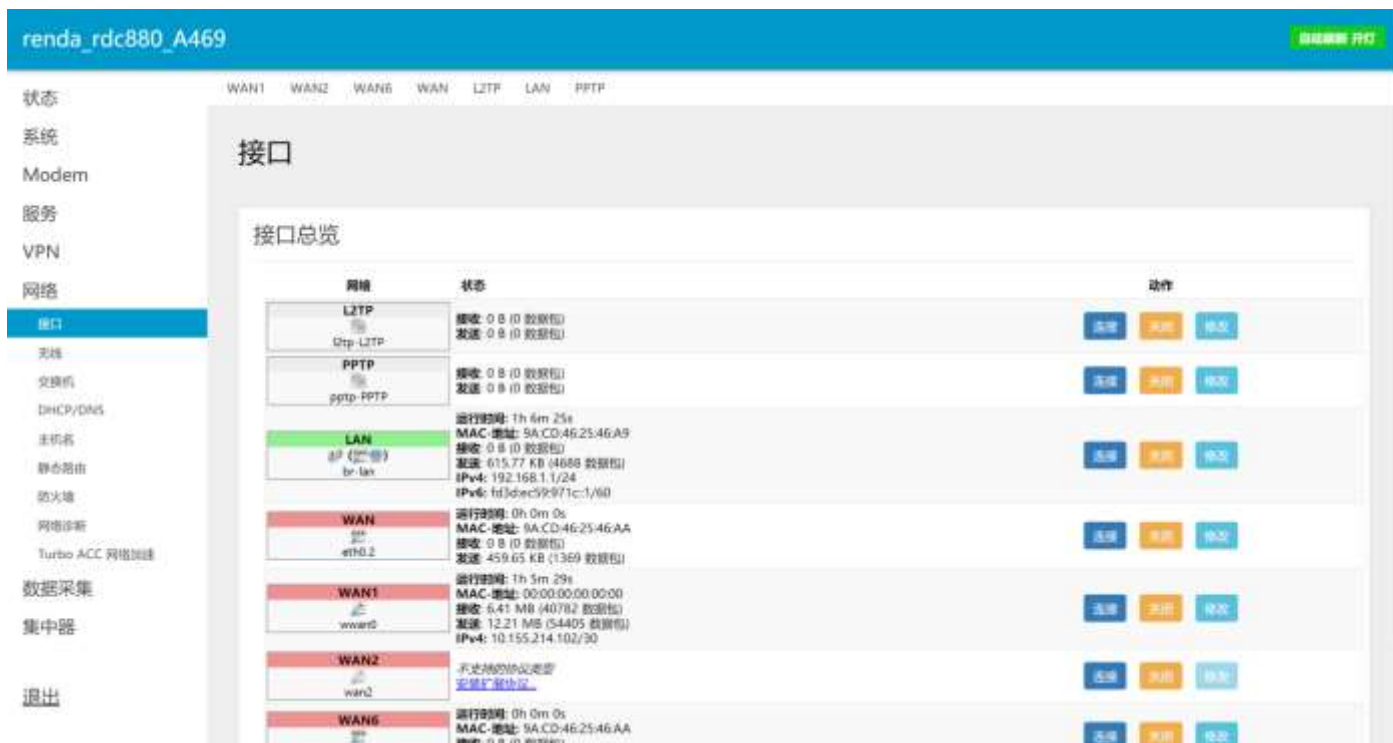 renda_rdc880_A469
自动刷新 开灯
状态
系统
Modem
服务
VPN
网络
接口
无线
交换机
DHCP/DNS
主机名
静态路由
防火墙
网络诊断
Turbo ACC 网络加速
数据采集
集中器
退出
WAN1 WAN2 WAN6 WAN L2TP LAN PPTP
接口
接口总览
网络 状态 动作
L2TP
l2tp-L2TP
接收: 0 B (0 数据包)
发送: 0 B (0 数据包)
连接 关闭 修改
PPTP
pptp-PPTP
接收: 0 B (0 数据包)
发送: 0 B (0 数据包)
连接 关闭 修改
LAN
br-lan
运行时间: 1h 6m 25s
MAC-地址: 9A:CD:46:25:46:A9
接收: 0 B (0 数据包)
发送: 615.77 KB (4688 数据包)
IPv4: 192.168.1.1/24
IPv6: fd3d:ec59:971c::1/60
连接 关闭 修改
WAN
eth0.2
运行时间: 0h 0m 0s
MAC-地址: 9A:CD:46:25:46:AA
接收: 0 B (0 数据包)
发送: 459.65 KB (1369 数据包)
连接 关闭 修改
WAN1
wwan0
运行时间: 1h 5m 29s
MAC-地址: 00:00:00:00:00:00
接收: 6.41 MB (40782 数据包)
发送: 12.21 MB (54405 数据包)
IPv4: 10.155.214.102/30
连接 关闭 修改
WAN2
wan2
不支持的协议类型
安装扩展协议...
连接 关闭 修改
WAN6
运行时间: 0h 0m 0s
MAC-地址: 9A:CD:46:25:46:AA
接收: 0 B (0 数据包)
连接 关闭 修改